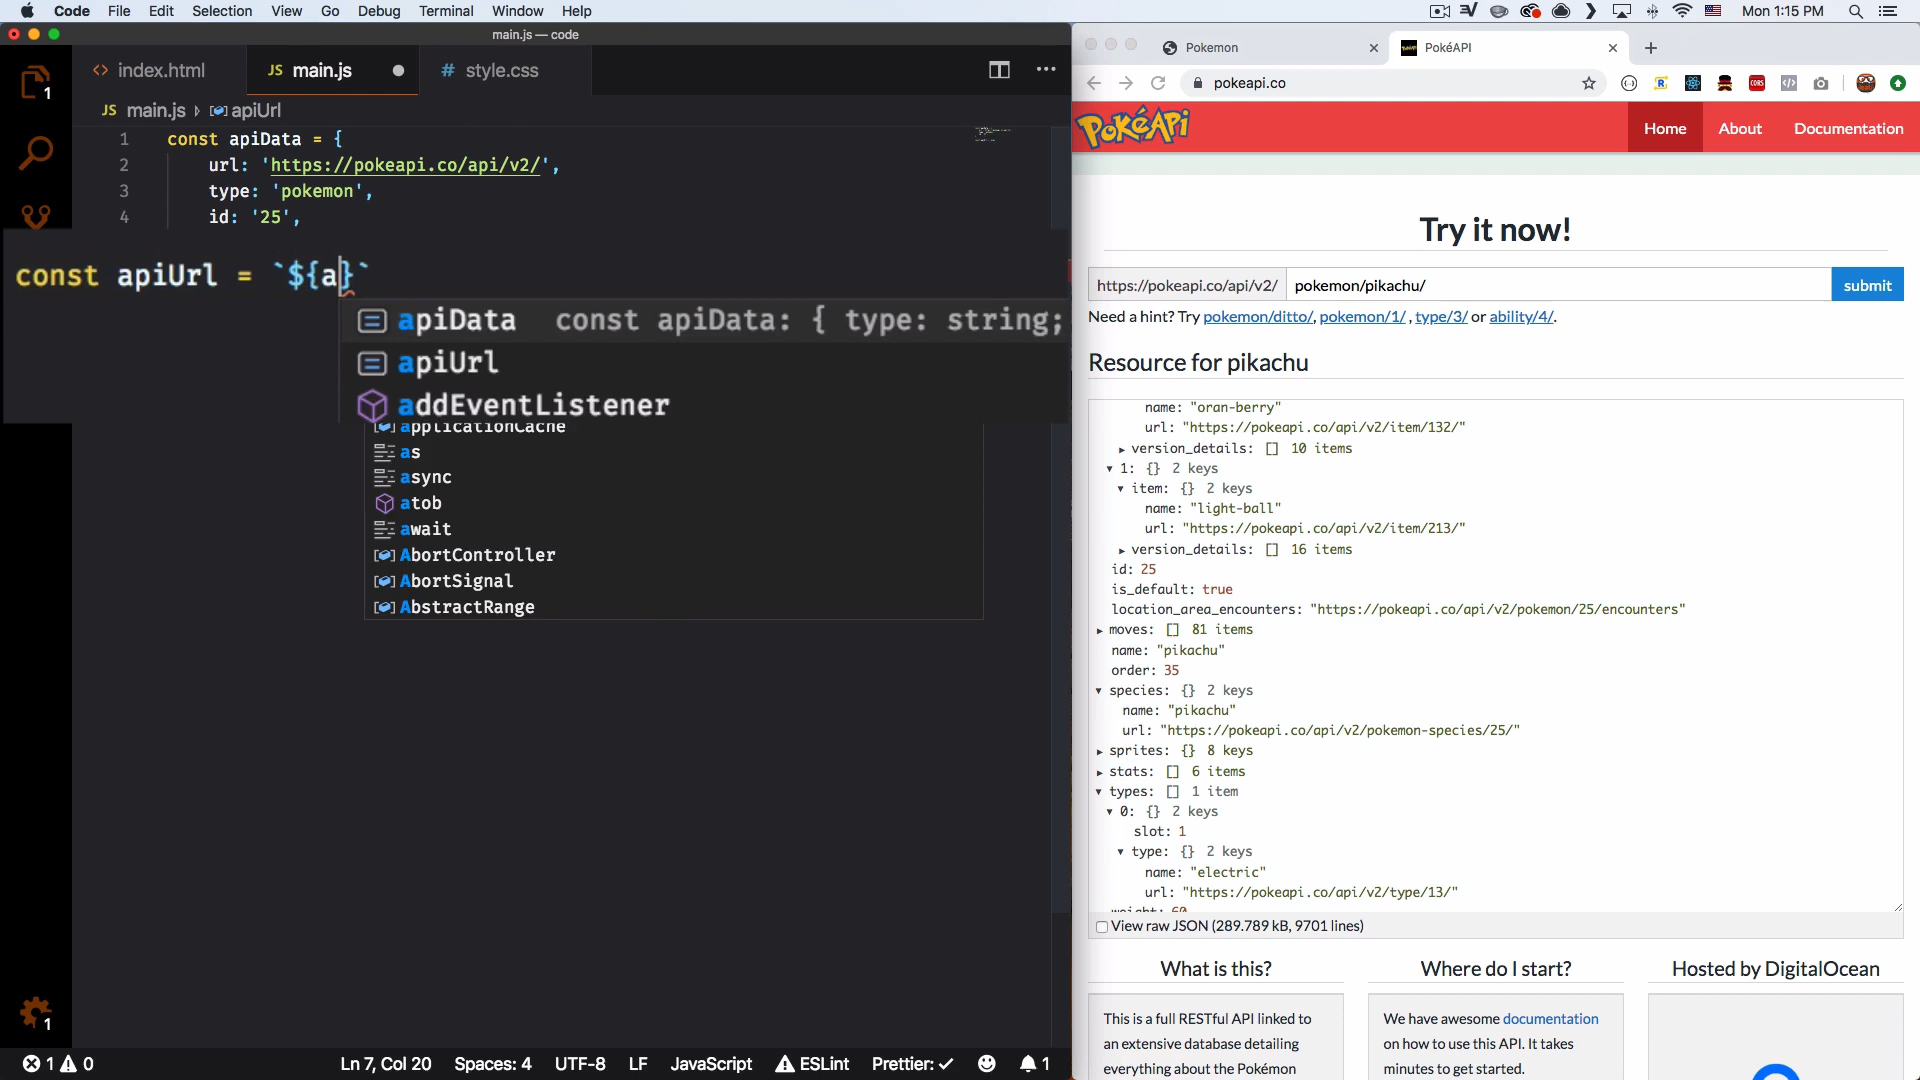 Code File Edit Selection View Go Debug Terminal Window Help
Mon 1:15 PM
main.js — code
index.html
JS main.js
# style.css
JS main.js › apiUrl
1 const apiData = {
2 url: 'https://pokeapi.co/api/v2/',
3 type: 'pokemon',
4 id: '25',
const apiUrl = `${a}`
apiData const apiData: { type: string;
apiUrl
addEventListener
applicationCache
as
async
atob
await
AbortController
AbortSignal
AbstractRange
1
1
1 0
Ln 7, Col 20 Spaces: 4 UTF-8 LF JavaScript ESLint Prettier: ✓ 1
Pokemon
PokéAPI
pokeapi.co
CORS
PokéAPi
Home About Documentation
Try it now!
https://pokeapi.co/api/v2/ pokemon/pikachu/ submit
Need a hint? Try pokemon/ditto/, pokemon/1/ , type/3/ or ability/4/.
Resource for pikachu
name: "oran-berry"
url: "https://pokeapi.co/api/v2/item/132/"
version_details: [] 10 items
1: {} 2 keys
item: {} 2 keys
name: "light-ball"
url: "https://pokeapi.co/api/v2/item/213/"
version_details: [] 16 items
id: 25
is_default: true
location_area_encounters: "https://pokeapi.co/api/v2/pokemon/25/encounters"
moves: [] 81 items
name: "pikachu"
order: 35
species: {} 2 keys
name: "pikachu"
url: "https://pokeapi.co/api/v2/pokemon-species/25/"
sprites: {} 8 keys
stats: [] 6 items
types: [] 1 item
0: {} 2 keys
slot: 1
type: {} 2 keys
name: "electric"
url: "https://pokeapi.co/api/v2/type/13/"
weight: 60
View raw JSON (289.789 kB, 9701 lines)
What is this?
This is a full RESTful API linked to
an extensive database detailing
everything about the Pokémon
Where do I start?
We have awesome documentation
on how to use this API. It takes
minutes to get started.
Hosted by DigitalOcean